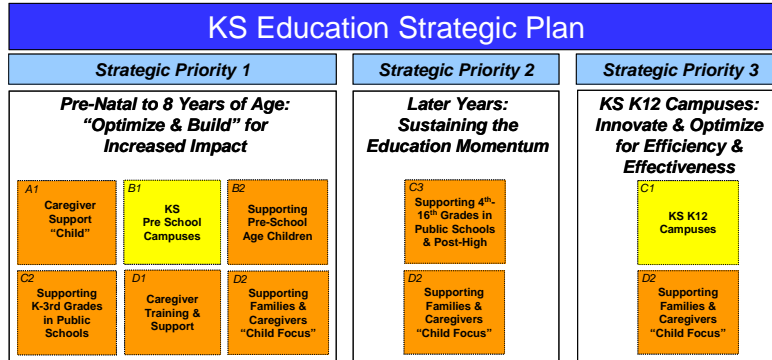 KS Education Strategic Plan
Strategic Priority 1
Pre-Natal to 8 Years of Age:
“Optimize & Build” for
Increased Impact
A1
Caregiver
Support
“Child”
B1
KS
Pre School
Campuses
B2
Supporting
Pre-School
Age Children
C2
Supporting
K-3rd Grades
in Public
Schools
D1
Caregiver
Training &
Support
D2
Supporting
Families &
Caregivers
“Child Focus”
Strategic Priority 2
Later Years:
Sustaining the
Education Momentum
C3
Supporting 4th-
16th Grades in
Public Schools
& Post-High
D2
Supporting
Families &
Caregivers
“Child Focus”
Strategic Priority 3
KS K12 Campuses:
Innovate & Optimize
for Efficiency &
Effectiveness
C1
KS K12
Campuses
D2
Supporting
Families &
Caregivers
“Child Focus”